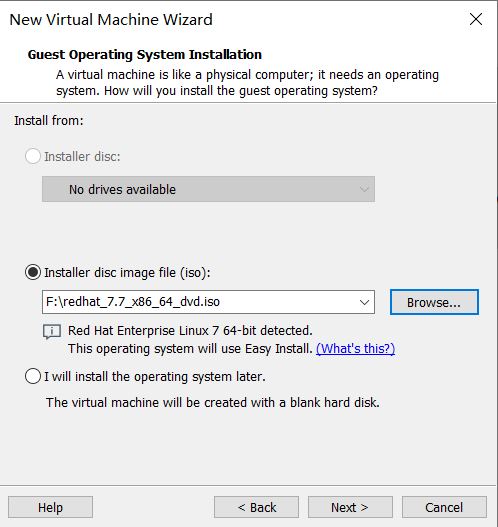 New Virtual Machine Wizard
Guest Operating System Installation
A virtual machine is like a physical computer; it needs an operating
system. How will you install the guest operating system?
Install from:
Installer disc:
No drives available
Installer disc image file (iso):
F:\redhat_7.7_x86_64_dvd.iso
Browse...
Red Hat Enterprise Linux 7 64-bit detected.
This operating system will use Easy Install. (What's this?)
I will install the operating system later.
The virtual machine will be created with a blank hard disk.
Help
< Back
Next >
Cancel